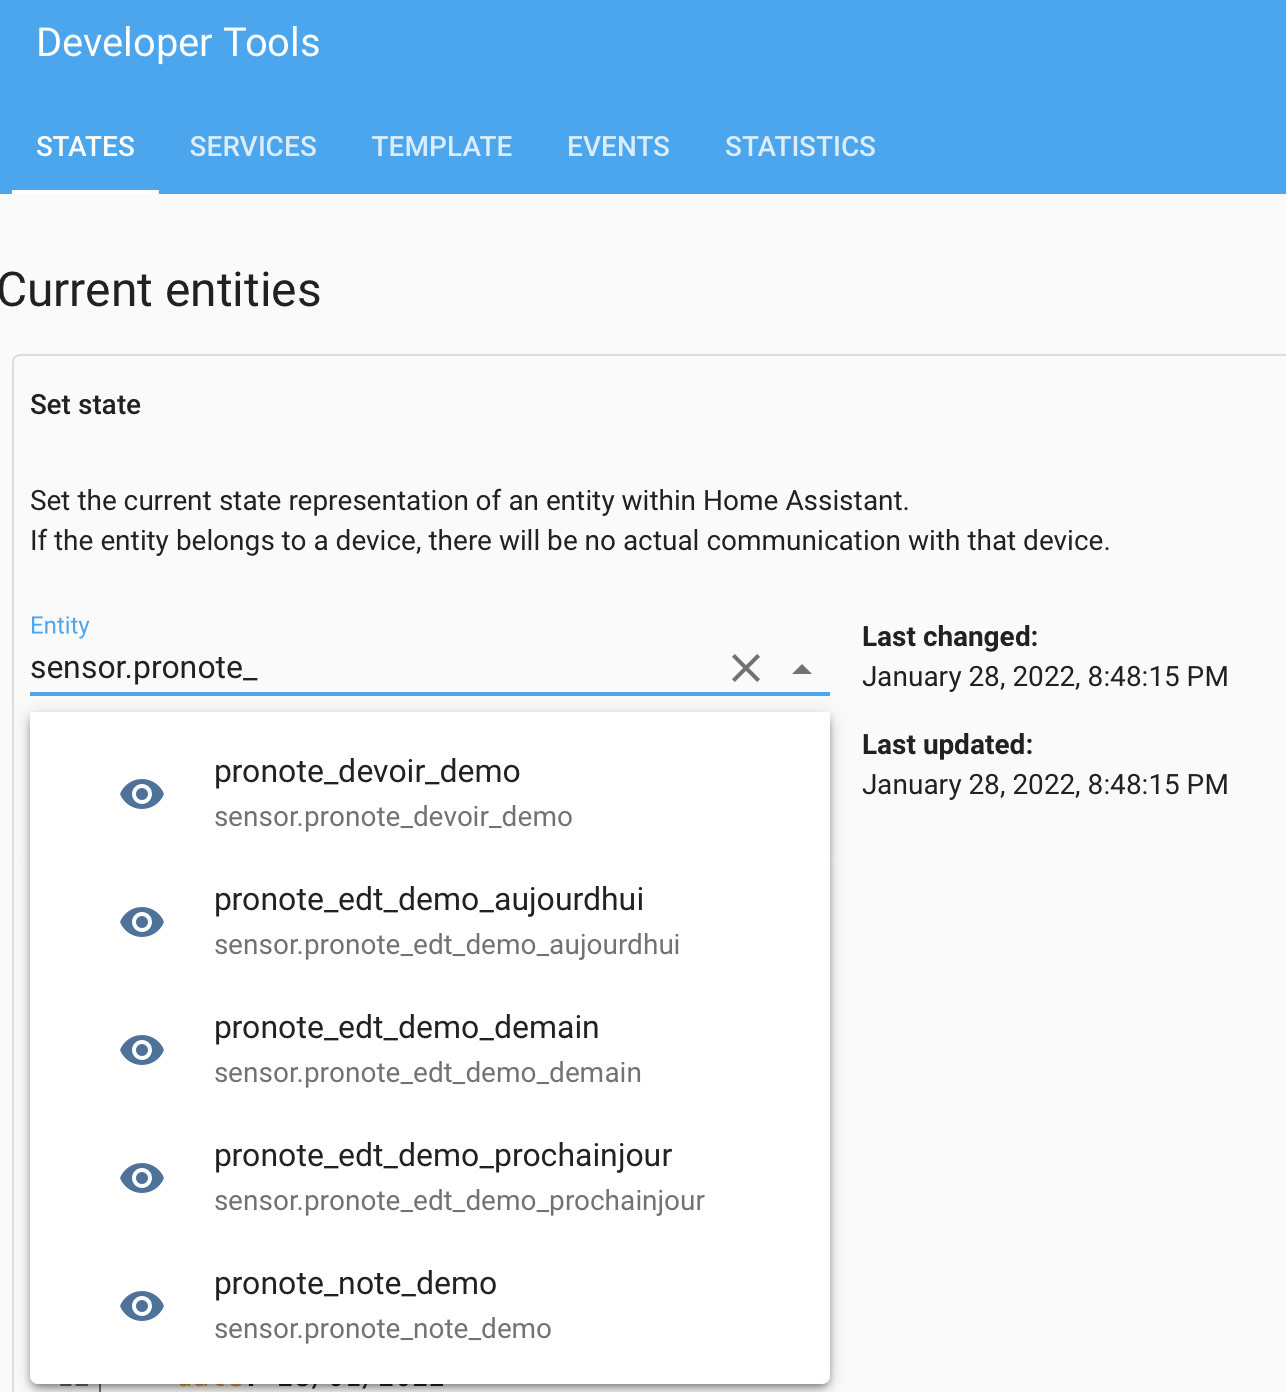 Developer Tools
STATES SERVICES TEMPLATE EVENTS STATISTICS
Current entities
Set state
Set the current state representation of an entity within Home Assistant.
If the entity belongs to a device, there will be no actual communication with that device.
Entity
sensor.pronote_
Last changed:
January 28, 2022, 8:48:15 PM
Last updated:
January 28, 2022, 8:48:15 PM
pronote_devoir_demo
sensor.pronote_devoir_demo
pronote_edt_demo_aujourdhui
sensor.pronote_edt_demo_aujourdhui
pronote_edt_demo_demain
sensor.pronote_edt_demo_demain
pronote_edt_demo_prochainjour
sensor.pronote_edt_demo_prochainjour
pronote_note_demo
sensor.pronote_note_demo